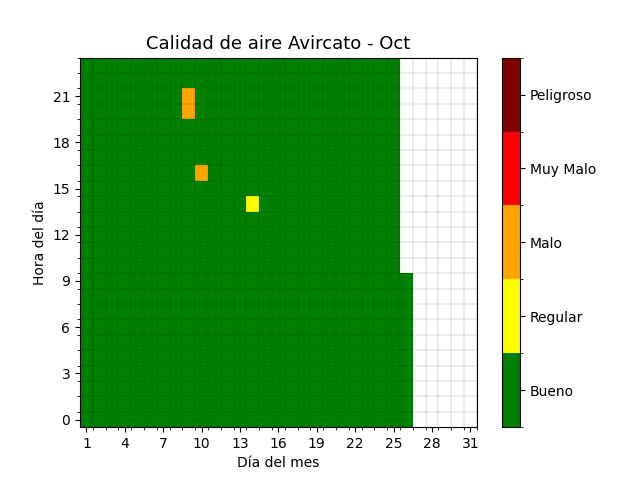 Calidad de aire Avircato - Oct
Hora del día
21
18
15
12
9
6
3
0
1 4 7 10 13 16 19 22 25 28 31
Día del mes
Peligroso
Muy Malo
Malo
Regular
Bueno